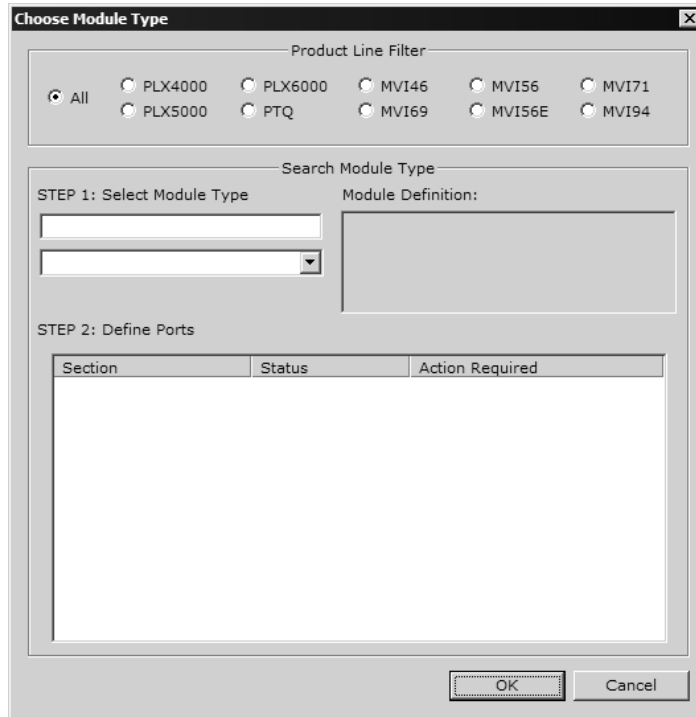 Choose Module Type
Product Line Filter
All
PLX4000 PLX6000 MVI46 MVI56 MVI71
PLX5000 PTQ MVI69 MVI56E MVI94
Search Module Type
STEP 1: Select Module Type Module Definition:
STEP 2: Define Ports
Section Status Action Required
OK Cancel